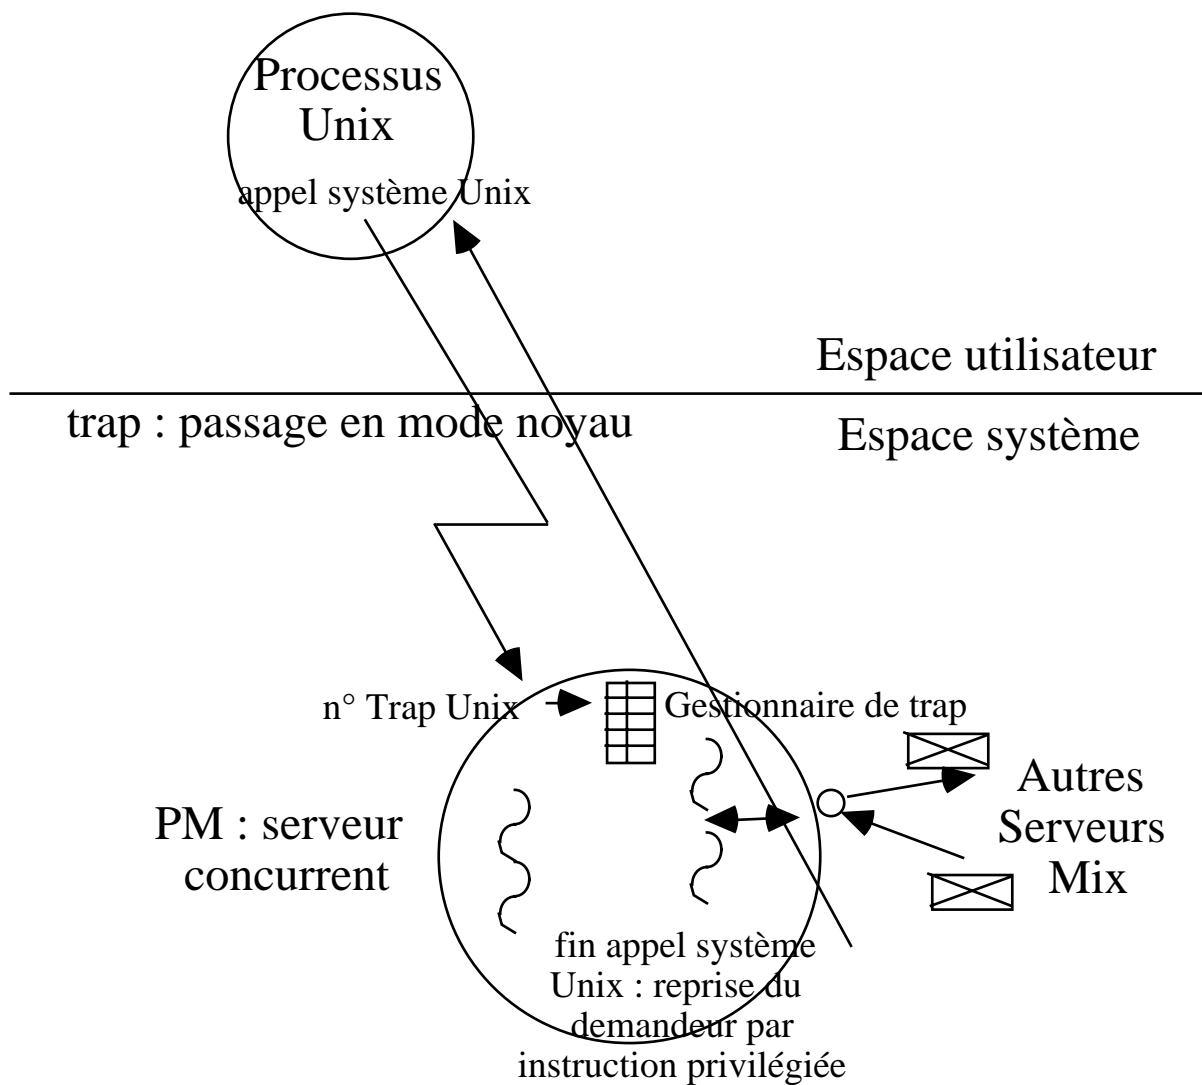 Processus
Unix
appel système Unix
Espace utilisateur
trap : passage en mode noyau
Espace système
n° Trap Unix
Gestionnaire de trap
PM : serveur
concurrent
Autres
Serveurs
Mix
fin appel système
Unix : reprise du
demandeur par
instruction privilégiée